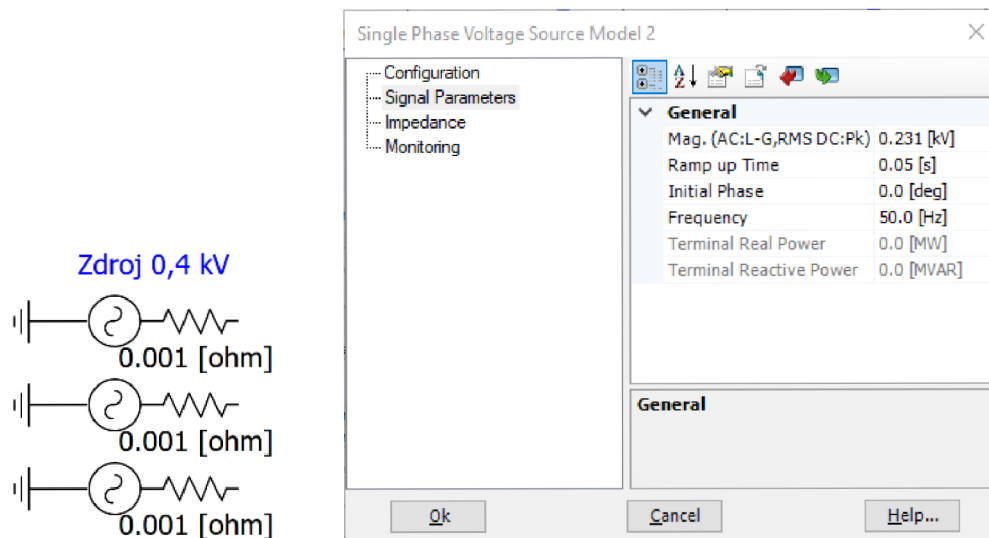 Zdroj 0,4 kV
0.001 [ohm]
0.001 [ohm]
0.001 [ohm]
Single Phase Voltage Source Model 2
Configuration
Signal Parameters
Impedance
Monitoring
General
Mag. (AC:L-G,RMS DC:Pk) 0.231 [kV]
Ramp up Time 0.05 [s]
Initial Phase 0.0 [deg]
Frequency 50.0 [Hz]
Terminal Real Power 0.0 [MW]
Terminal Reactive Power 0.0 [MVAR]
General
Ok Cancel Help...